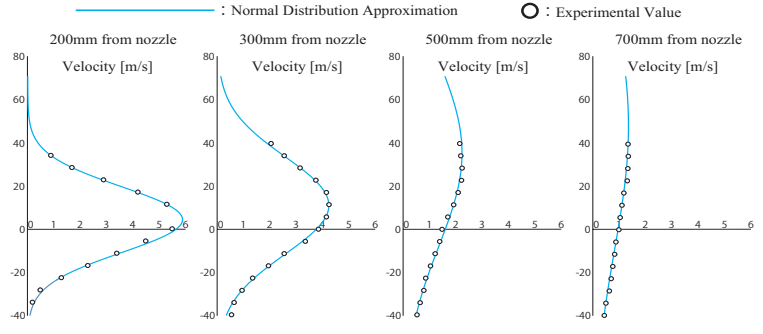 : Normal Distribution Approximation
: Experimental Value
200mm from nozzle
300mm from nozzle
500mm from nozzle
700mm from nozzle
Velocity [m/s]
Velocity [m/s]
Velocity [m/s]
Velocity [m/s]
80
60
40
20
0
-20
-40
0 1 2 3 4 5 6
80
60
40
20
0
-20
-40
0 1 2 3 4 5 6
80
60
40
20
0
-20
-40
0 1 2 3 4 5 6
80
60
40
20
0
-20
-40
0 1 2 3 4 5 6